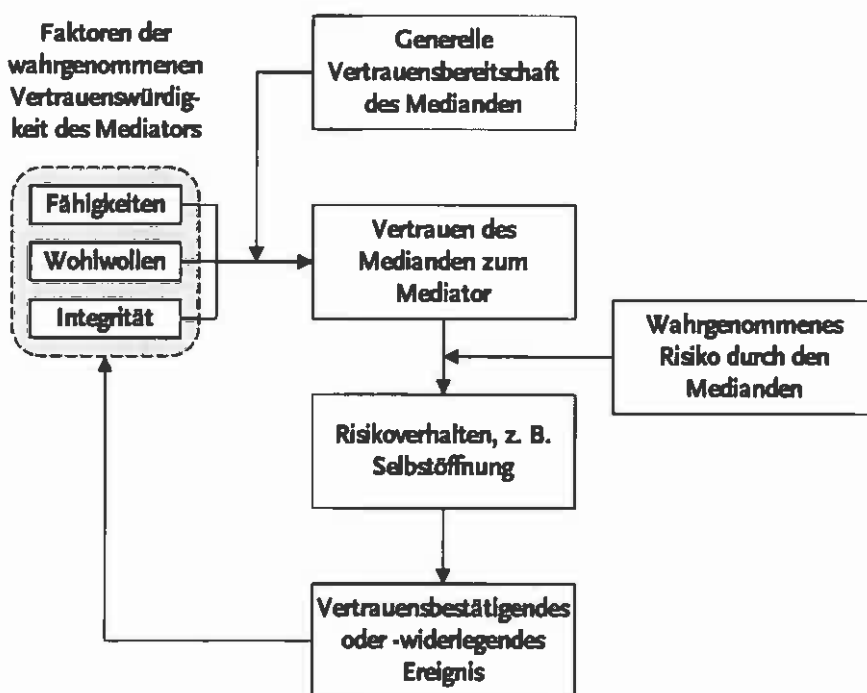 Faktoren der
wahrgenommenen
Vertrauenswürdig-
keit des Mediators
Generelle
Vertrauensbereitschaft
des Medianden
Fähigkeiten
Wohlwollen
Integrität
Vertrauen des
Medianden zum
Mediator
Wahrgenommenes
Risiko durch den
Medianden
Risikoverhalten, z. B.
Selbstöffnung
Vertrauensbestätigendes
oder -widerlegendes
Ereignis